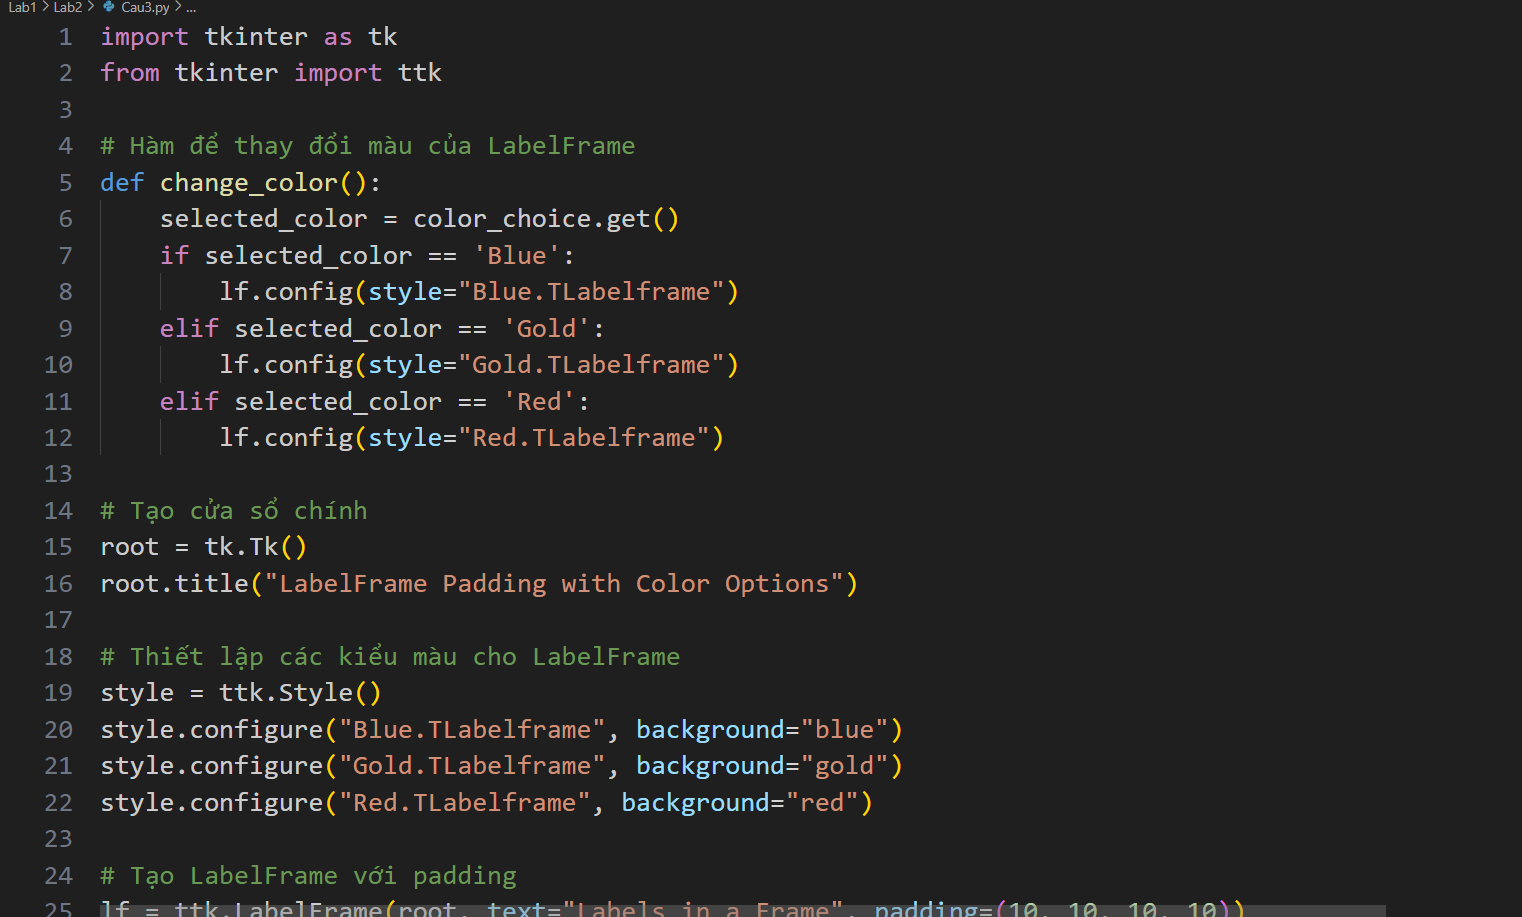 Lab1 > Lab2 > Cau3.py > ...
1 import tkinter as tk
2 from tkinter import ttk
3
4 # Hàm để thay đổi màu của LabelFrame
5 def change_color():
6     selected_color = color_choice.get()
7     if selected_color == 'Blue':
8         lf.config(style="Blue.TLabelframe")
9     elif selected_color == 'Gold':
10         lf.config(style="Gold.TLabelframe")
11     elif selected_color == 'Red':
12         lf.config(style="Red.TLabelframe")
13
14 # Tạo cửa sổ chính
15 root = tk.Tk()
16 root.title("LabelFrame Padding with Color Options")
17
18 # Thiết lập các kiểu màu cho LabelFrame
19 style = ttk.Style()
20 style.configure("Blue.TLabelframe", background="blue")
21 style.configure("Gold.TLabelframe", background="gold")
22 style.configure("Red.TLabelframe", background="red")
23
24 # Tạo LabelFrame với padding
25 lf = ttk.LabelFrame(root, text="Labels in a Frame", padding=(10, 10, 10, 10))